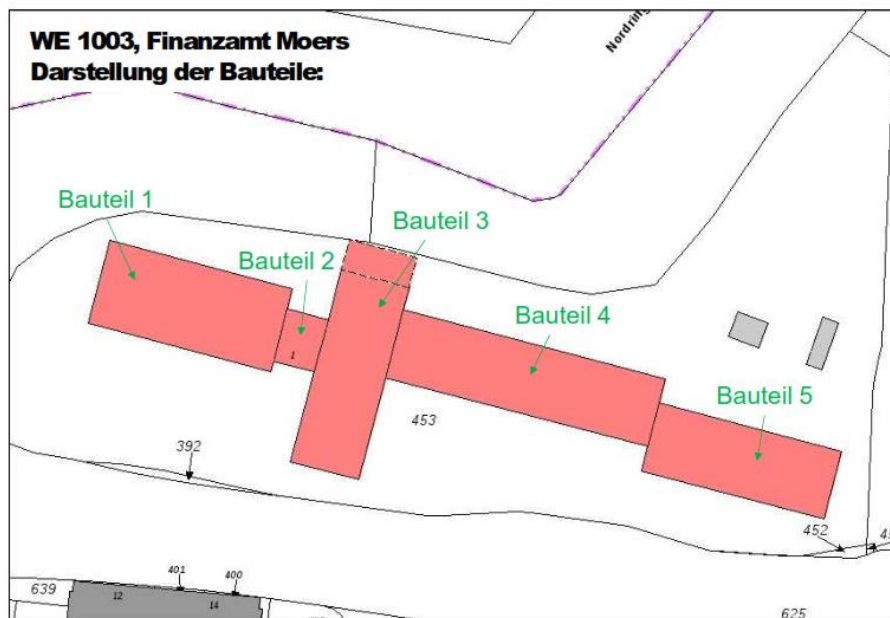 WE 1003, Finanzamt Moers
Darstellung der Bauteile:
Nordring
Bauteil 1
Bauteil 2
Bauteil 3
Bauteil 4
Bauteil 5
1
453
392
452
401
400
639
12
14
625